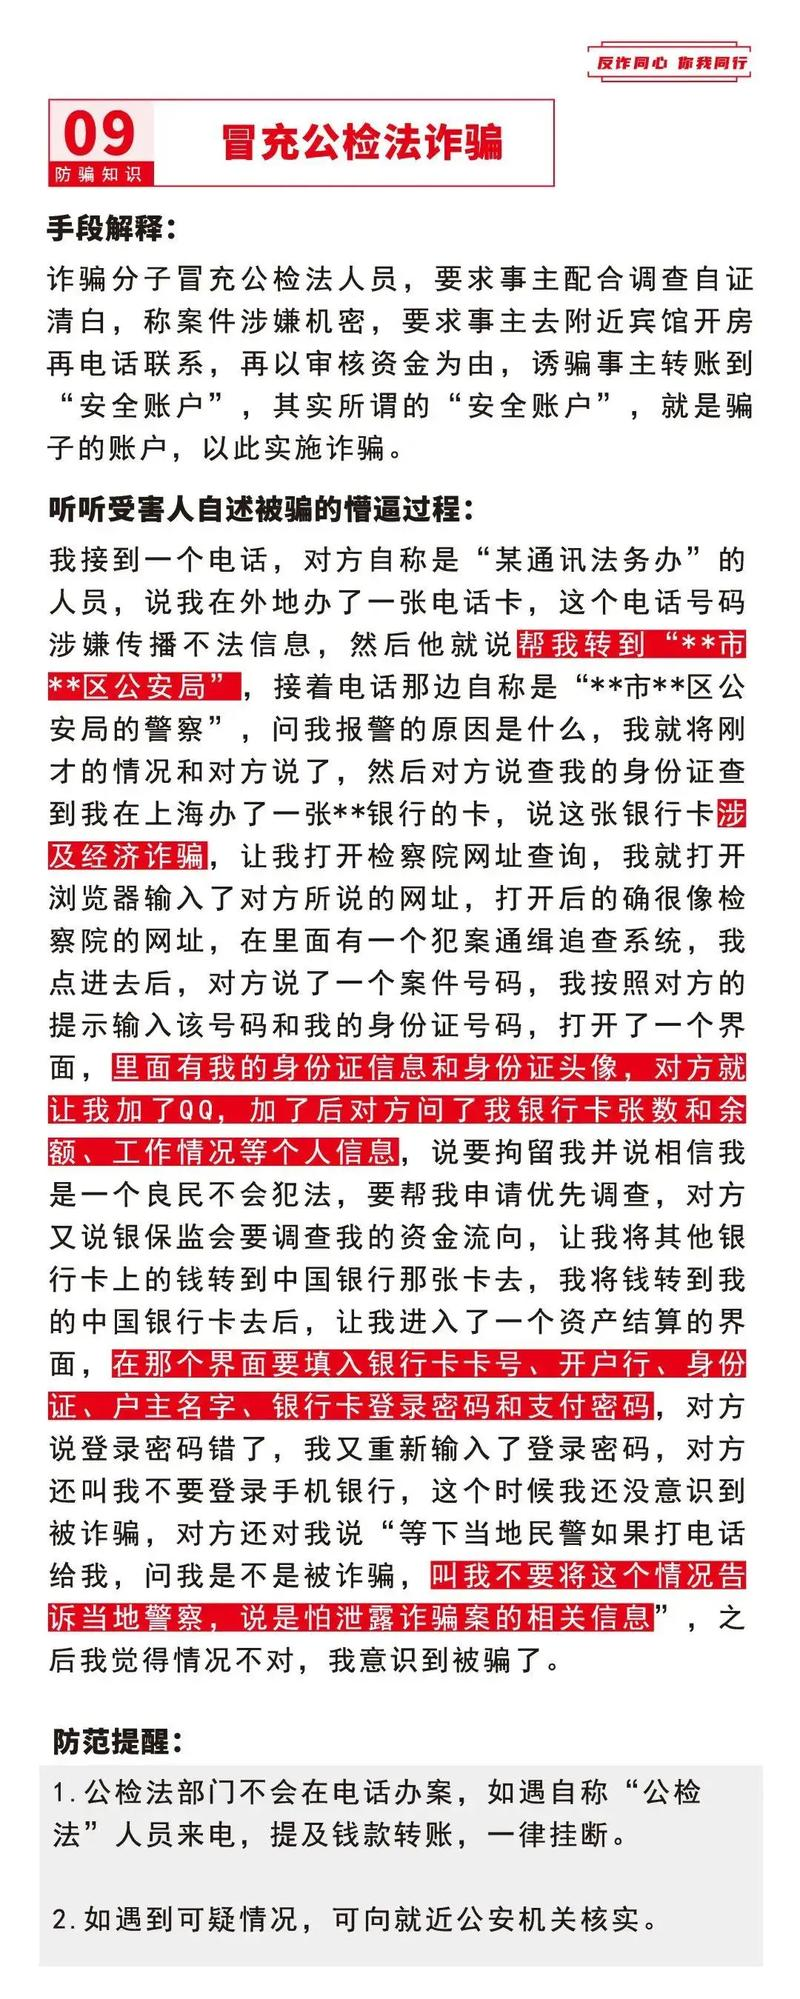 反诈同心 你我同行
09
防骗知识
冒充公检法诈骗
手段解释：
诈骗分子冒充公检法人员，要求事主配合调查自证
清白，称案件涉嫌机密，要求事主去附近宾馆开房
再电话联系，再以审核资金为由，诱骗事主转账到
“安全账户”，其实所谓的“安全账户”，就是骗
子的账户，以此实施诈骗。
听听受害人自述被骗的懵逼过程：
我接到一个电话，对方自称是“某通讯法务办”的
人员，说我在外地办了一张电话卡，这个电话号码
涉嫌传播不法信息，然后他就说帮我转到“**市
**区公安局”，接着电话那边自称是“**市**区公
安局的警察”，问我报警的原因是什么，我就将刚
才的情况和对方说了，然后对方说查我的身份证查
到我在上海办了一张**银行的卡，说这张银行卡涉
及经济诈骗，让我打开检察院网址查询，我就打开
浏览器输入了对方所说的网址，打开后的确很像检
察院的网址，在里面有一个犯案通缉追查系统，我
点进去后，对方说了一个案件号码，我按照对方的
提示输入该号码和我的身份证号码，打开了一个界
面，里面有我的身份证信息和身份证头像，对方就
让我加了QQ，加了后对方问了我银行卡张数和余
额、工作情况等个人信息，说要拘留我并说相信我
是一个良民不会犯法，要帮我申请优先调查，对方
又说银保监会要调查我的资金流向，让我将其他银
行卡上的钱转到中国银行那张卡去，我将钱转到我
的中国银行卡去后，让我进入了一个资产结算的界
面，在那个界面要填入银行卡卡号、开户行、身份
证、户主名字、银行卡登录密码和支付密码，对方
说登录密码错了，我又重新输入了登录密码，对方
还叫我不要登录手机银行，这个时候我还没意识到
被诈骗，对方还对我说“等下当地民警如果打电话
给我，问我是不是被诈骗，叫我不要将这个情况告
诉当地警察，说是怕泄露诈骗案的相关信息”，之
后我觉得情况不对，我意识到被骗了。
防范提醒：
1.公检法部门不会在电话办案，如遇自称“公检
法”人员来电，提及钱款转账，一律挂断。
2.如遇到可疑情况，可向就近公安机关核实。